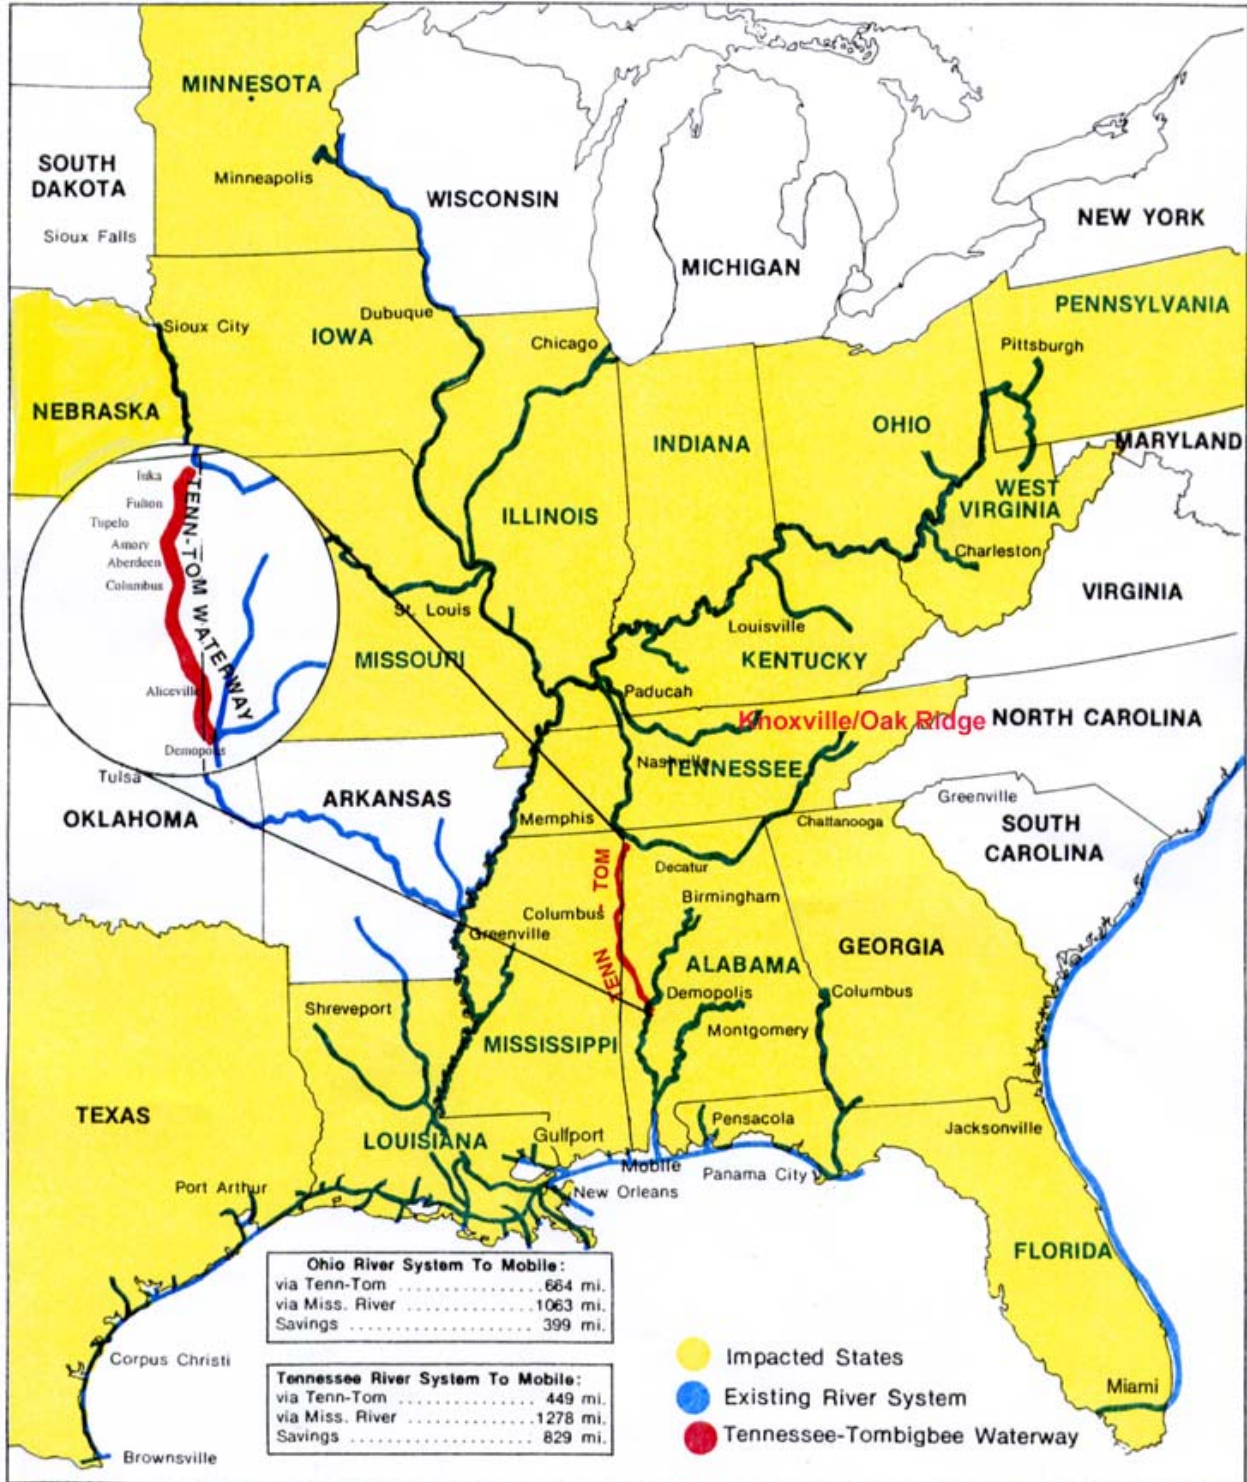 MINNESOTA
Minneapolis
SOUTH
DAKOTA
Sioux Falls
WISCONSIN
MICHIGAN
NEW YORK
PENNSYLVANIA
Pittsburgh
Sioux City
IOWA
Dubuque
Chicago
NEBRASKA
INDIANA
OHIO
MARYLAND
WEST
VIRGINIA
Charleston
ILLINOIS
VIRGINIA
Iuka
Fulton
Tupelo
Amory
Aberdeen
Columbus
Aliceville
Demopolis
TENN-TOM WATERWAY
St. Louis
MISSOURI
Louisville
KENTUCKY
Paducah
Knoxville/Oak Ridge
NORTH CAROLINA
Nashville
TENNESSEE
Tulsa
OKLAHOMA
ARKANSAS
Memphis
Chattanooga
Greenville
SOUTH
CAROLINA
Decatur
Birmingham
TENN - TOM
Columbus
Greenville
ALABAMA
GEORGIA
Demopolis
Columbus
Shreveport
Montgomery
MISSISSIPPI
TEXAS
LOUISIANA
Gulfport
Pensacola
Jacksonville
Mobile
Panama City
Port Arthur
New Orleans
FLORIDA
Ohio River System To Mobile:
via Tenn-Tom ................664 mi.
via Miss. River ..............1063 mi.
Savings .................... 399 mi.
Tennessee River System To Mobile:
via Tenn-Tom ............... 449 mi.
via Miss. River ..............1278 mi.
Savings .................... 829 mi.
Corpus Christi
Brownsville
Miami
Impacted States
Existing River System
Tennessee-Tombigbee Waterway